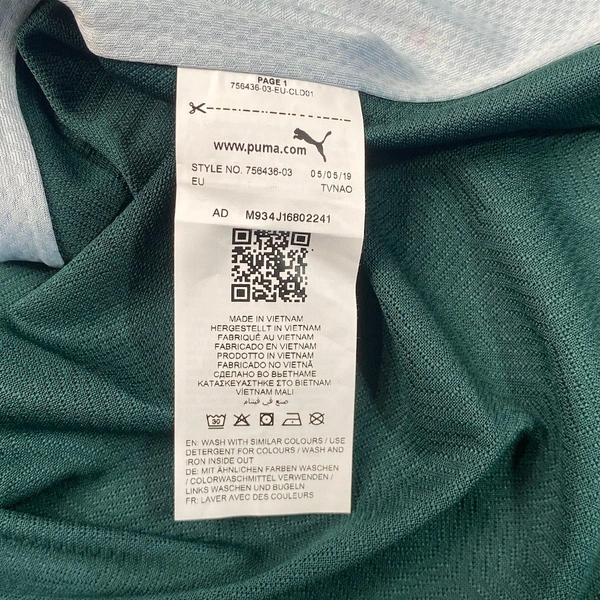 PAGE 1
756436-03-EU-CLD01
www.puma.com
STYLE NO. 756436-03 05/05/19
EU TVNAO
AD M934J16802241
MADE IN VIETNAM
HERGESTELLT IN VIETNAM
FABRIQUÉ AU VIETNAM
FABRICADO EN VIETNAM
PRODOTTO IN VIETNAM
FABRICADO NO VIETNÃ
СДЕЛАНО ВО ВЬЕТНАМЕ
ΚΑΤΑΣΚΕΥΑΣΤΗΚΕ ΣΤΟ ΒΙΕΤΝΑΜ
VİETNAM MALI
صنع في فيتنام
30
EN: WASH WITH SIMILAR COLOURS / USE
DETERGENT FOR COLOURS / WASH AND
IRON INSIDE OUT
DE: MIT ÄHNLICHEN FARBEN WASCHEN
/ COLORWASCHMITTEL VERWENDEN /
LINKS WASCHEN UND BÜGELN
FR: LAVER AVEC DES COULEURS